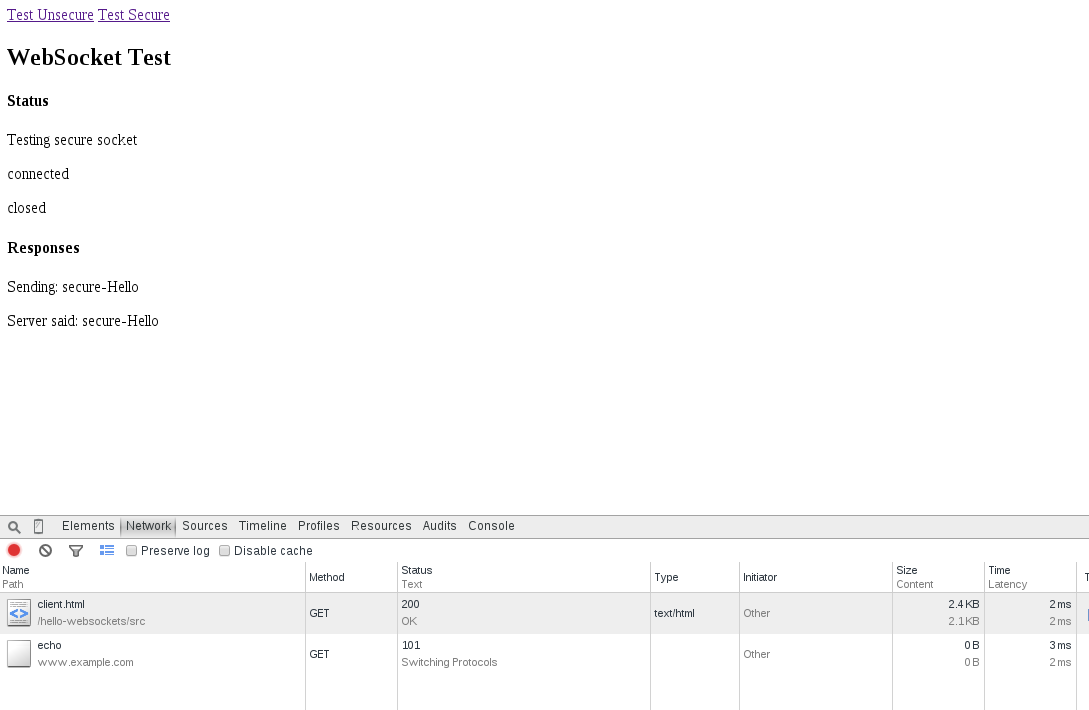 Test Unsecure Test Secure
WebSocket Test
Status
Testing secure socket
connected
closed
Responses
Sending: secure-Hello
Server said: secure-Hello
Elements Network Sources Timeline Profiles Resources Audits Console
Preserve log Disable cache
Name Path Method Status Text Type Initiator Size Content Time Latency T
client.html /hello-websockets/src GET 200 OK text/html Other 2.4 KB 2.1 KB 2 ms 2 ms
echo www.example.com GET 101 Switching Protocols Other 0 B 0 B 3 ms 2 ms